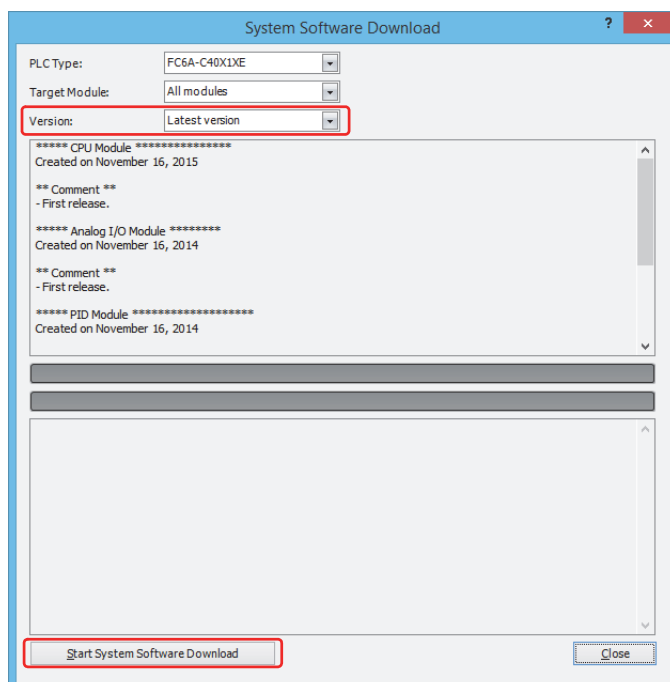 System Software Download
? ×
PLC Type: FC6A-C40X1XE
Target Module: All modules
Version: Latest version
***** CPU Module ***************
Created on November 16, 2015
** Comment **
- First release.
***** Analog I/O Module ********
Created on November 16, 2014
** Comment **
- First release.
***** PID Module *******************
Created on November 16, 2014
Start System Software Download
Close